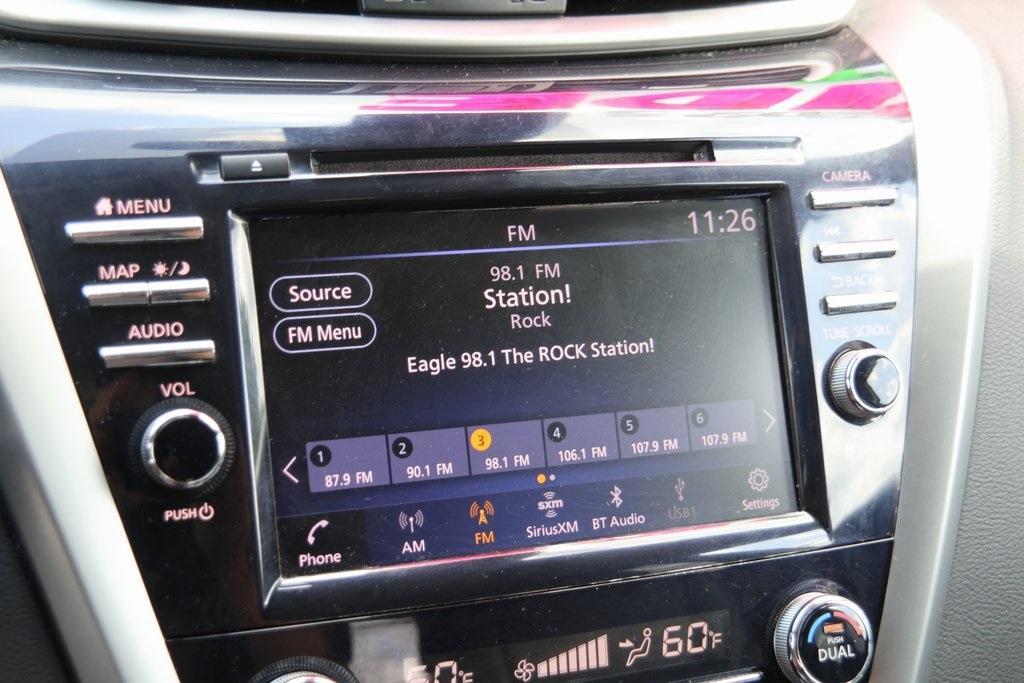 MENU
MAP
AUDIO
VOL
PUSH
FM
11:26
Source
FM Menu
98.1 FM
Station!
Rock
Eagle 98.1 The ROCK Station!
1 87.9 FM
2 90.1 FM
3 98.1 FM
4 106.1 FM
5 107.9 FM
6 107.9 FM
Phone
AM
FM
sxm
SiriusXM
BT Audio
USB1
Settings
CAMERA
BACK
TUNE·SCROLL
60°F
60°F
PUSH
DUAL